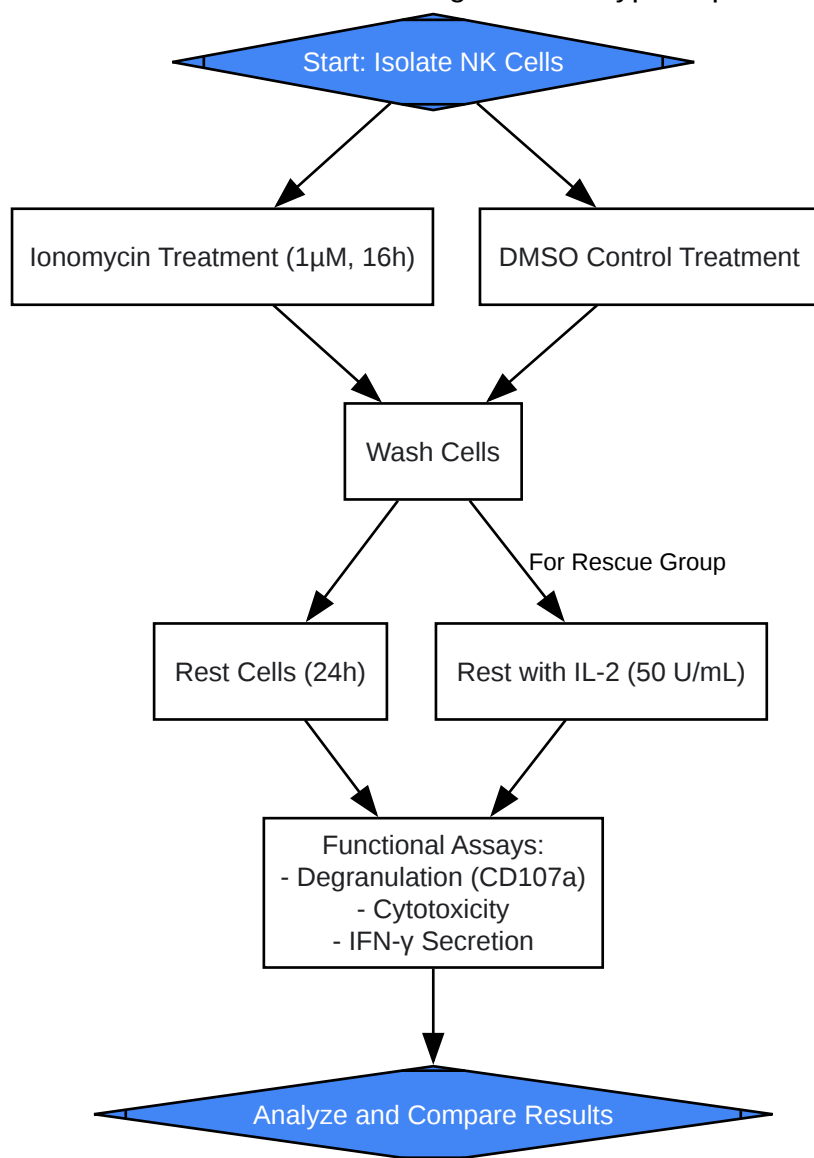 Start: Isolate NK Cells
Ionomycin Treatment (1µM, 16h)
DMSO Control Treatment
Wash Cells
For Rescue Group
Rest Cells (24h)
Rest with IL-2 (50 U/mL)
Functional Assays:
- Degranulation (CD107a)
- Cytotoxicity
- IFN-γ Secretion
Analyze and Compare Results